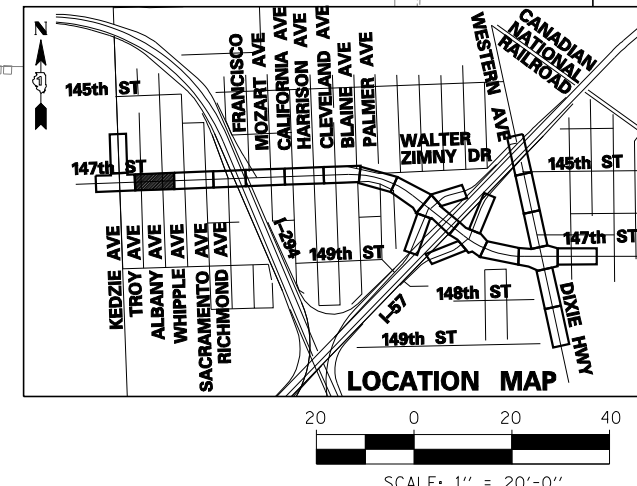 N
145th ST
147th ST
FRANCISCO
MOZART AVE
CALIFORNIA AVE
HARRISON AVE
CLEVELAND AVE
BLAINE AVE
PALMER AVE
WESTERN AVE
CANADIAN
NATIONAL
RAILROAD
WALTER
ZIMNY DR
145th ST
147th ST
KEDZIE AVE
TROY AVE
ALBANY AVE
WHIPPLE AVE
SACRAMENTO AVE
RICHMOND AVE
I-294
149th ST
I-57
148th ST
149th ST
DIXIE HWY
LOCATION MAP
20 0 20 40
SCALE: 1'' = 20'-0''